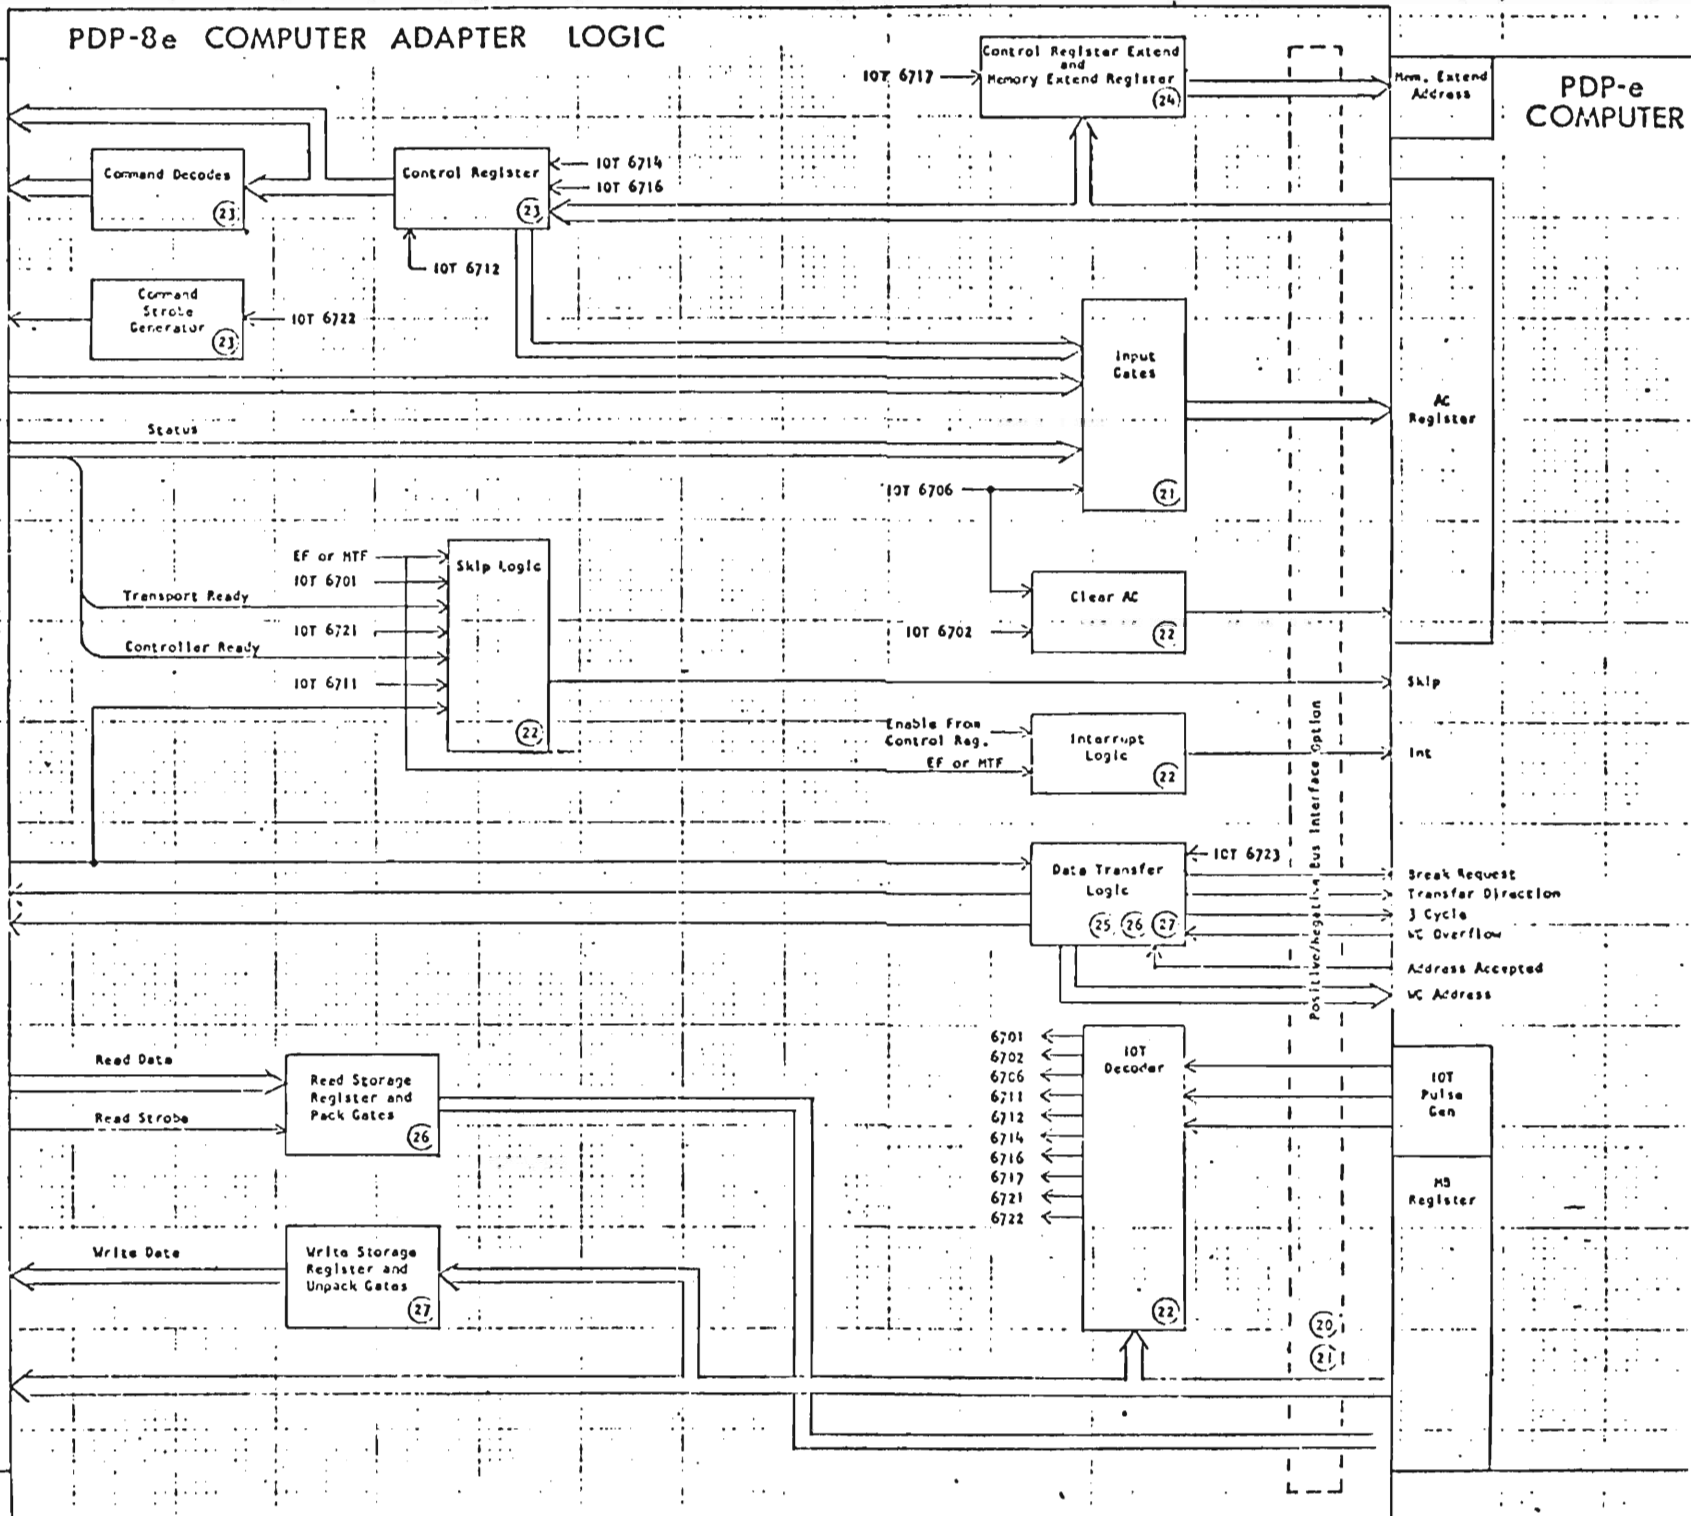 PDP-8e COMPUTER ADAPTER LOGIC
PDP-e
COMPUTER
Control Register Extend
and
Memory Extend Register
24
IOT 6717
Mem. Extend
Address
Command Decodes
23
Control Register
23
IOT 6714
IOT 6716
IOT 6712
Command
Strobe
Generator
23
IOT 6722
Input
Gates
21
AC
Register
Status
IOT 6706
EF or MTF
IOT 6701
Transport Ready
IOT 6721
Controller Ready
IOT 6711
Skip Logic
22
Clear AC
22
IOT 6702
Skip
Enable From
Control Reg.
EF or MTF
Interrupt
Logic
22
Int
Positive/Negative Bus Interface Option
Data Transfer
Logic
25 26 27
IOT 6723
Break Request
Transfer Direction
3 Cycle
WC Overflow
Address Accepted
WC Address
Read Data
Read Strobe
Read Storage
Register and
Pack Gates
26
6701
6702
6706
6711
6712
6714
6716
6717
6721
6722
IOT
Decoder
22
IOT
Pulse
Gen
MB
Register
Write Data
Write Storage
Register and
Unpack Gates
27
20
21